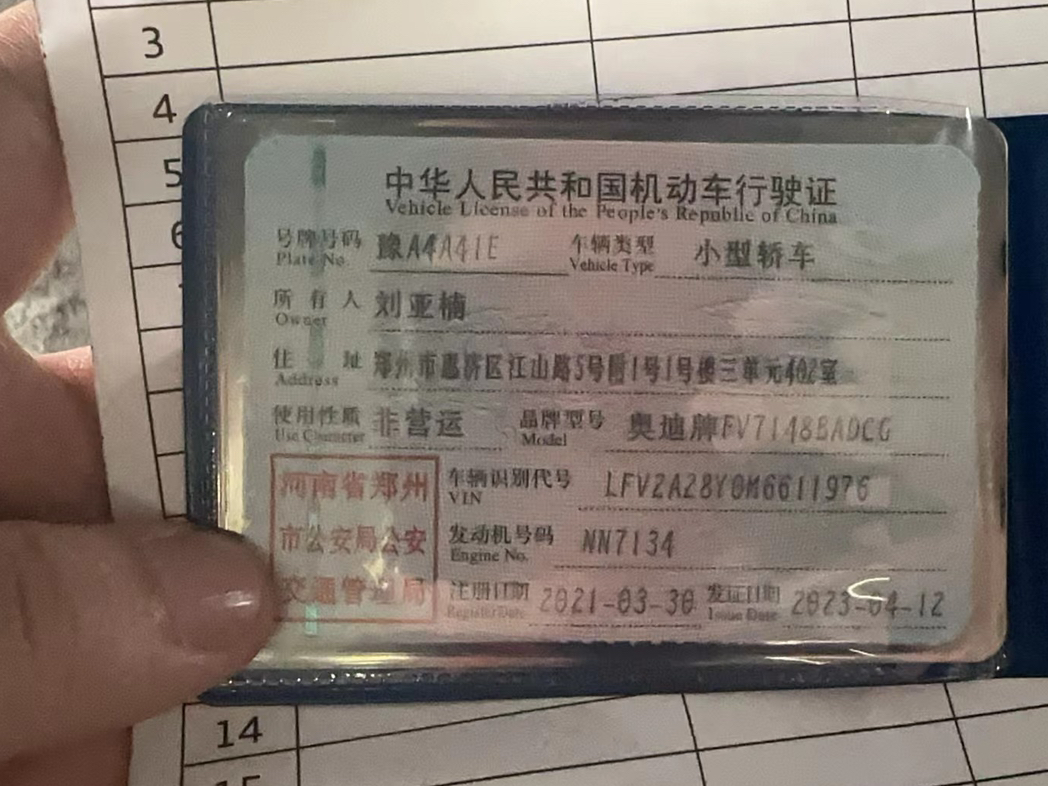 3
4
5
6
中华人民共和国机动车行驶证
Vehicle License of the People's Republic of China
号牌号码 豫A4A41E 车辆类型 小型轿车
Plate No. Vehicle Type
所有人 刘亚楠
Owner
住址 郑州市惠济区江山路5号附1号1号楼三单元402室
Address
使用性质 非营运 品牌型号 奥迪牌FV7148BADCG
Use Character Model
河南省郑州
市公安局公安
交通管理局
车辆识别代号 LFV2A28Y0M6611976
VIN
发动机号码 NN7134
Engine No.
注册日期 2021-03-30 发证日期 2023-04-12
Register Date Issue Date
14
15